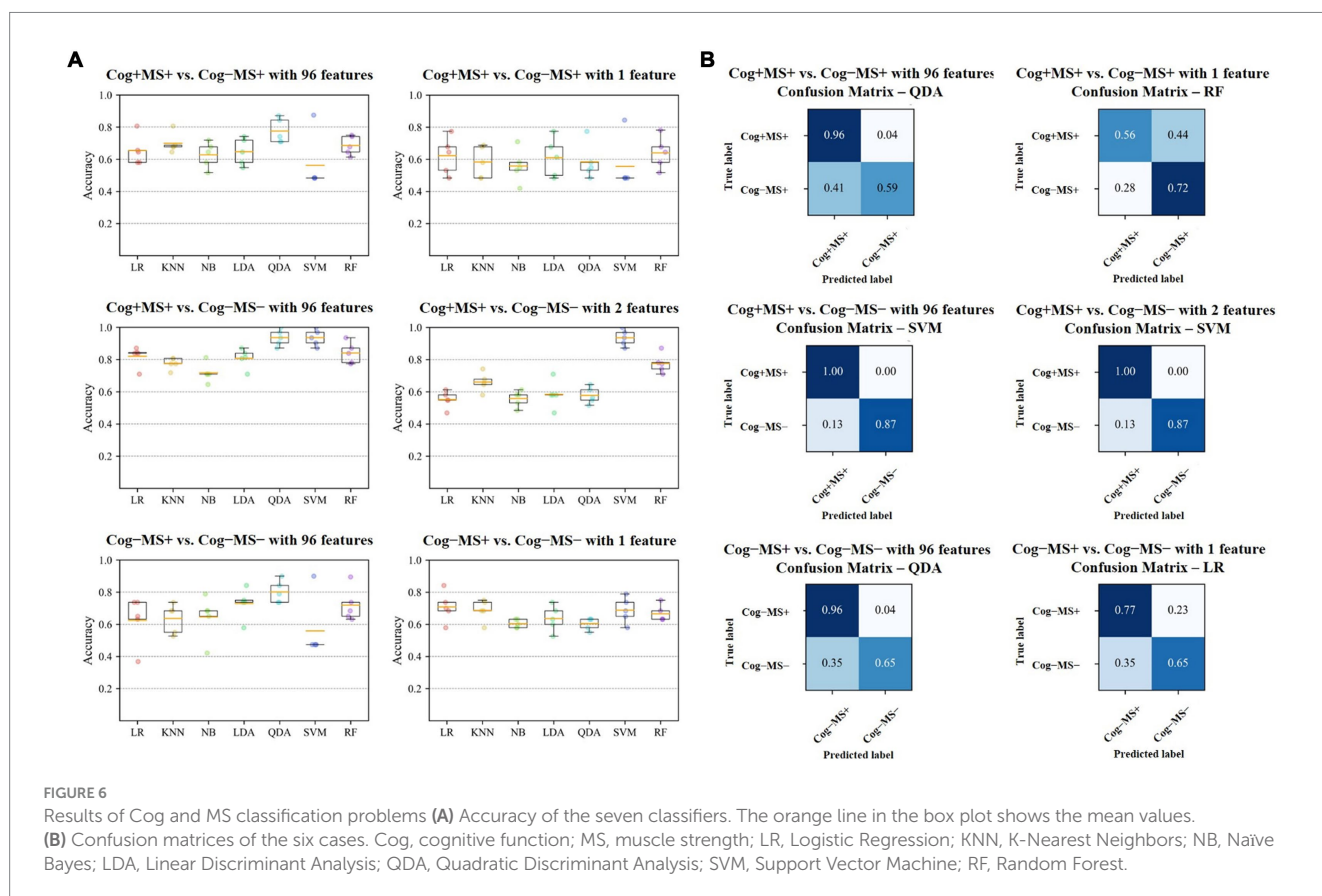 A
Cog+MS+ vs. Cog−MS+ with 96 features
Accuracy
1.0
0.8
0.6
0.4
0.2
LR KNN NB LDA QDA SVM RF
Cog+MS+ vs. Cog−MS+ with 1 feature
Accuracy
1.0
0.8
0.6
0.4
0.2
LR KNN NB LDA QDA SVM RF
Cog+MS+ vs. Cog−MS− with 96 features
Accuracy
1.0
0.8
0.6
0.4
0.2
LR KNN NB LDA QDA SVM RF
Cog+MS+ vs. Cog−MS− with 2 features
Accuracy
1.0
0.8
0.6
0.4
0.2
LR KNN NB LDA QDA SVM RF
Cog−MS+ vs. Cog−MS− with 96 features
Accuracy
1.0
0.8
0.6
0.4
0.2
LR KNN NB LDA QDA SVM RF
Cog−MS+ vs. Cog−MS− with 1 feature
Accuracy
1.0
0.8
0.6
0.4
0.2
LR KNN NB LDA QDA SVM RF
B
Cog+MS+ vs. Cog−MS+ with 96 features
Confusion Matrix – QDA
True label
Cog+MS+ 0.96 0.04
Cog−MS+ 0.41 0.59
Cog+MS+ Cog−MS+
Predicted label
Cog+MS+ vs. Cog−MS+ with 1 feature
Confusion Matrix – RF
True label
Cog+MS+ 0.56 0.44
Cog−MS+ 0.28 0.72
Cog+MS+ Cog−MS+
Predicted label
Cog+MS+ vs. Cog−MS− with 96 features
Confusion Matrix – SVM
True label
Cog+MS+ 1.00 0.00
Cog−MS− 0.13 0.87
Cog+MS+ Cog−MS−
Predicted label
Cog+MS+ vs. Cog−MS− with 2 features
Confusion Matrix – SVM
True label
Cog+MS+ 1.00 0.00
Cog−MS− 0.13 0.87
Cog+MS+ Cog−MS−
Predicted label
Cog−MS+ vs. Cog−MS− with 96 features
Confusion Matrix – QDA
True label
Cog−MS+ 0.96 0.04
Cog−MS− 0.35 0.65
Cog−MS+ Cog−MS−
Predicted label
Cog−MS+ vs. Cog−MS− with 1 feature
Confusion Matrix – LR
True label
Cog−MS+ 0.77 0.23
Cog−MS− 0.35 0.65
Cog−MS+ Cog−MS−
Predicted label
FIGURE 6
Results of Cog and MS classification problems (A) Accuracy of the seven classifiers. The orange line in the box plot shows the mean values.
(B) Confusion matrices of the six cases. Cog, cognitive function; MS, muscle strength; LR, Logistic Regression; KNN, K-Nearest Neighbors; NB, Naïve
Bayes; LDA, Linear Discriminant Analysis; QDA, Quadratic Discriminant Analysis; SVM, Support Vector Machine; RF, Random Forest.